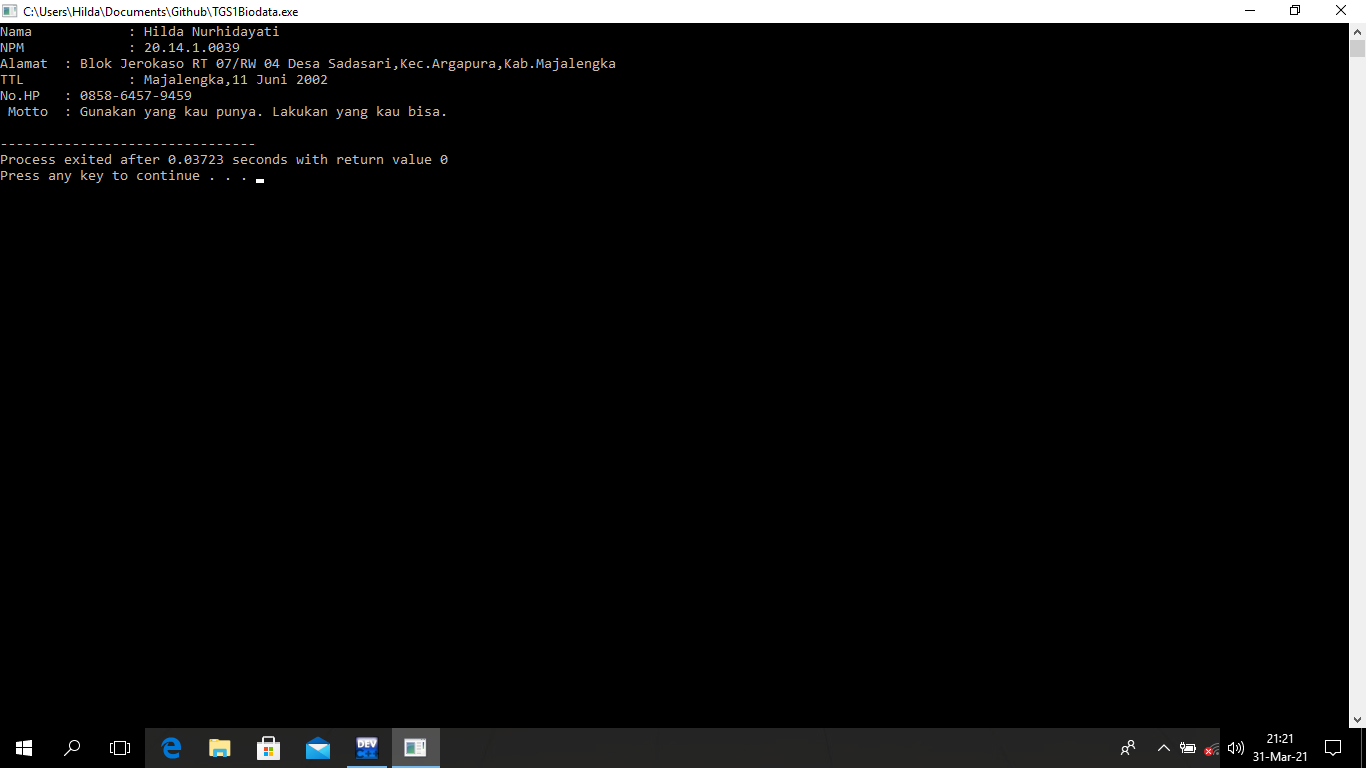 C:\Users\Hilda\Documents\Github\TGS1Biodata.exe
Nama            : Hilda Nurhidayati
NPM             : 20.14.1.0039
Alamat  : Blok Jerokaso RT 07/RW 04 Desa Sadasari,Kec.Argapura,Kab.Majalengka
TTL             : Majalengka,11 Juni 2002
No.HP   : 0858-6457-9459
 Motto  : Gunakan yang kau punya. Lakukan yang kau bisa.
--------------------------------
Process exited after 0.03723 seconds with return value 0
Press any key to continue . . .
DEV
21:21
31-Mar-21